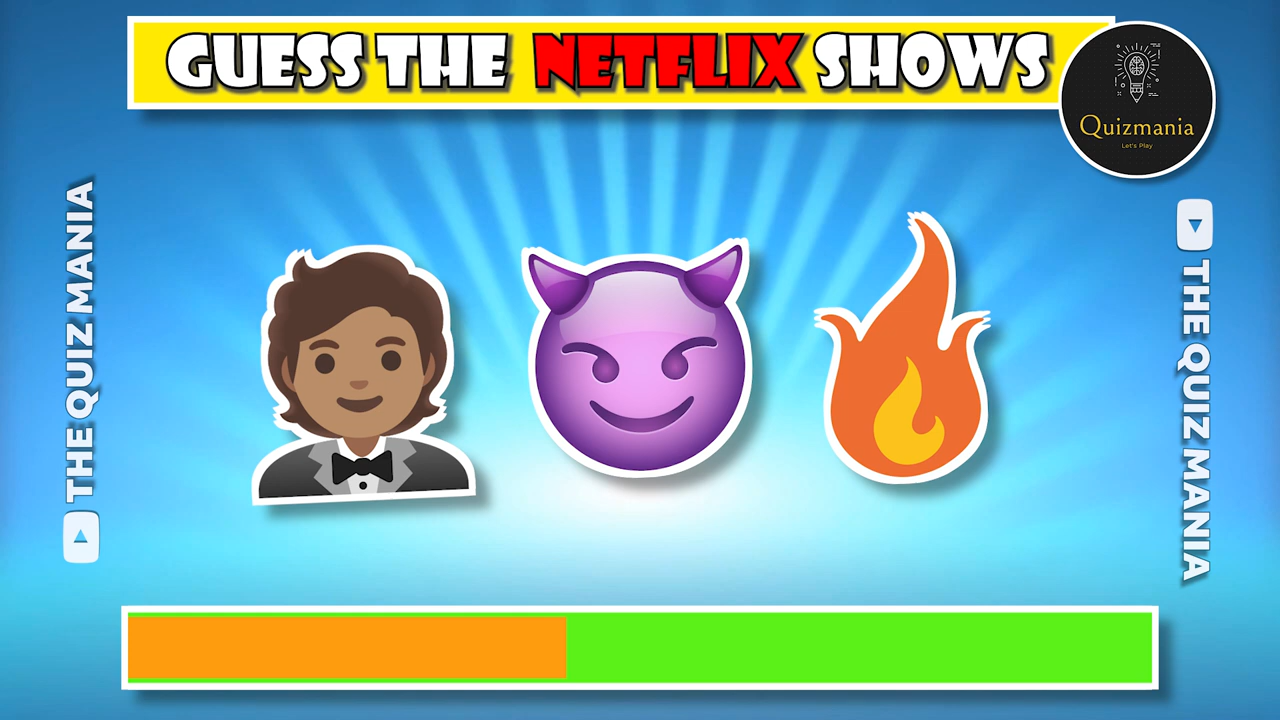 GUESS THE NETFLIX SHOWS
Quizmania
Let's Play
THE QUIZ MANIA
THE QUIZ MANIA